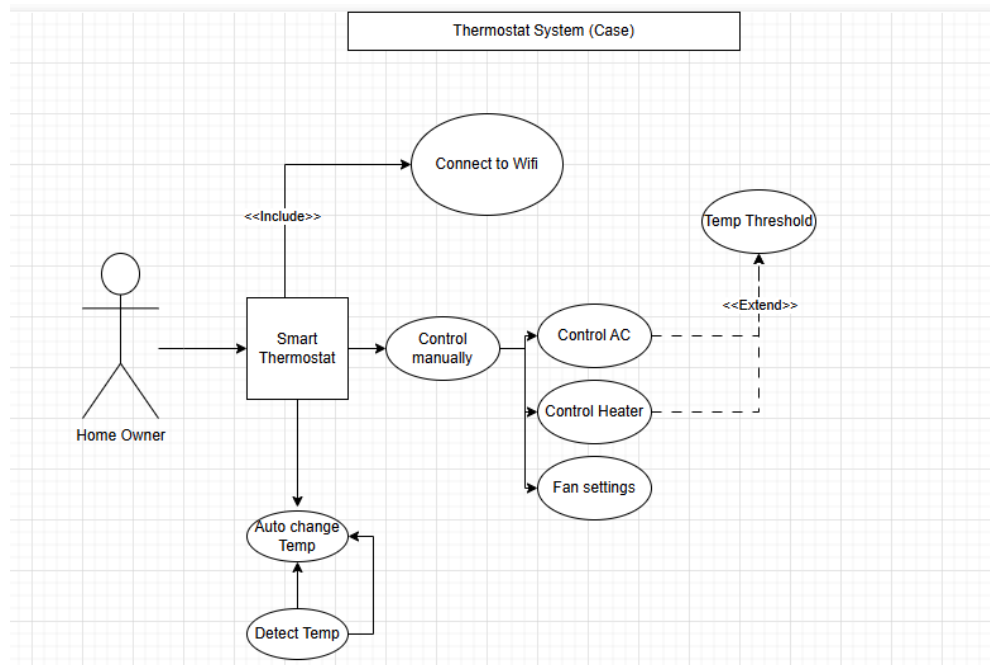 Thermostat System (Case)
Connect to Wifi
<<Include>>
Temp Threshold
<<Extend>>
Smart
Thermostat
Control
manually
Control AC
Control Heater
Fan settings
Home Owner
Auto change
Temp
Detect Temp